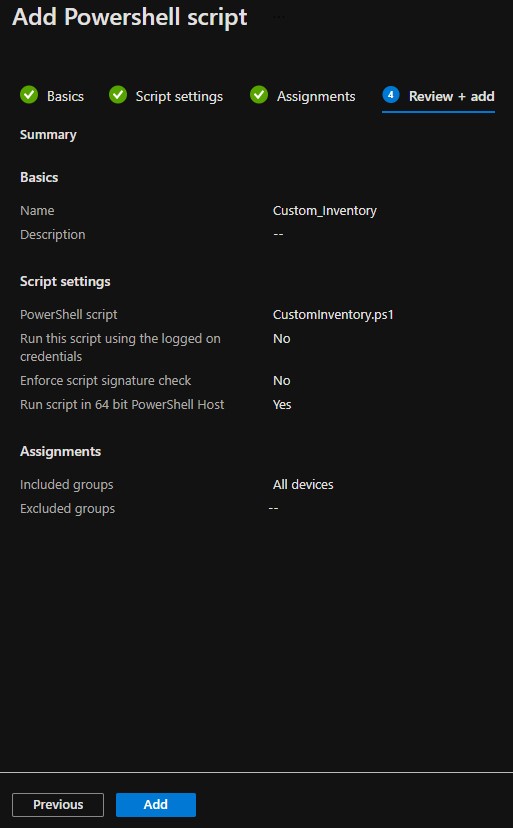 Add Powershell script ...
Basics Script settings Assignments 4 Review + add
Summary
Basics
Name Custom_Inventory
Description --
Script settings
PowerShell script CustomInventory.ps1
Run this script using the logged on No
credentials
Enforce script signature check No
Run script in 64 bit PowerShell Host Yes
Assignments
Included groups All devices
Excluded groups --
Previous Add